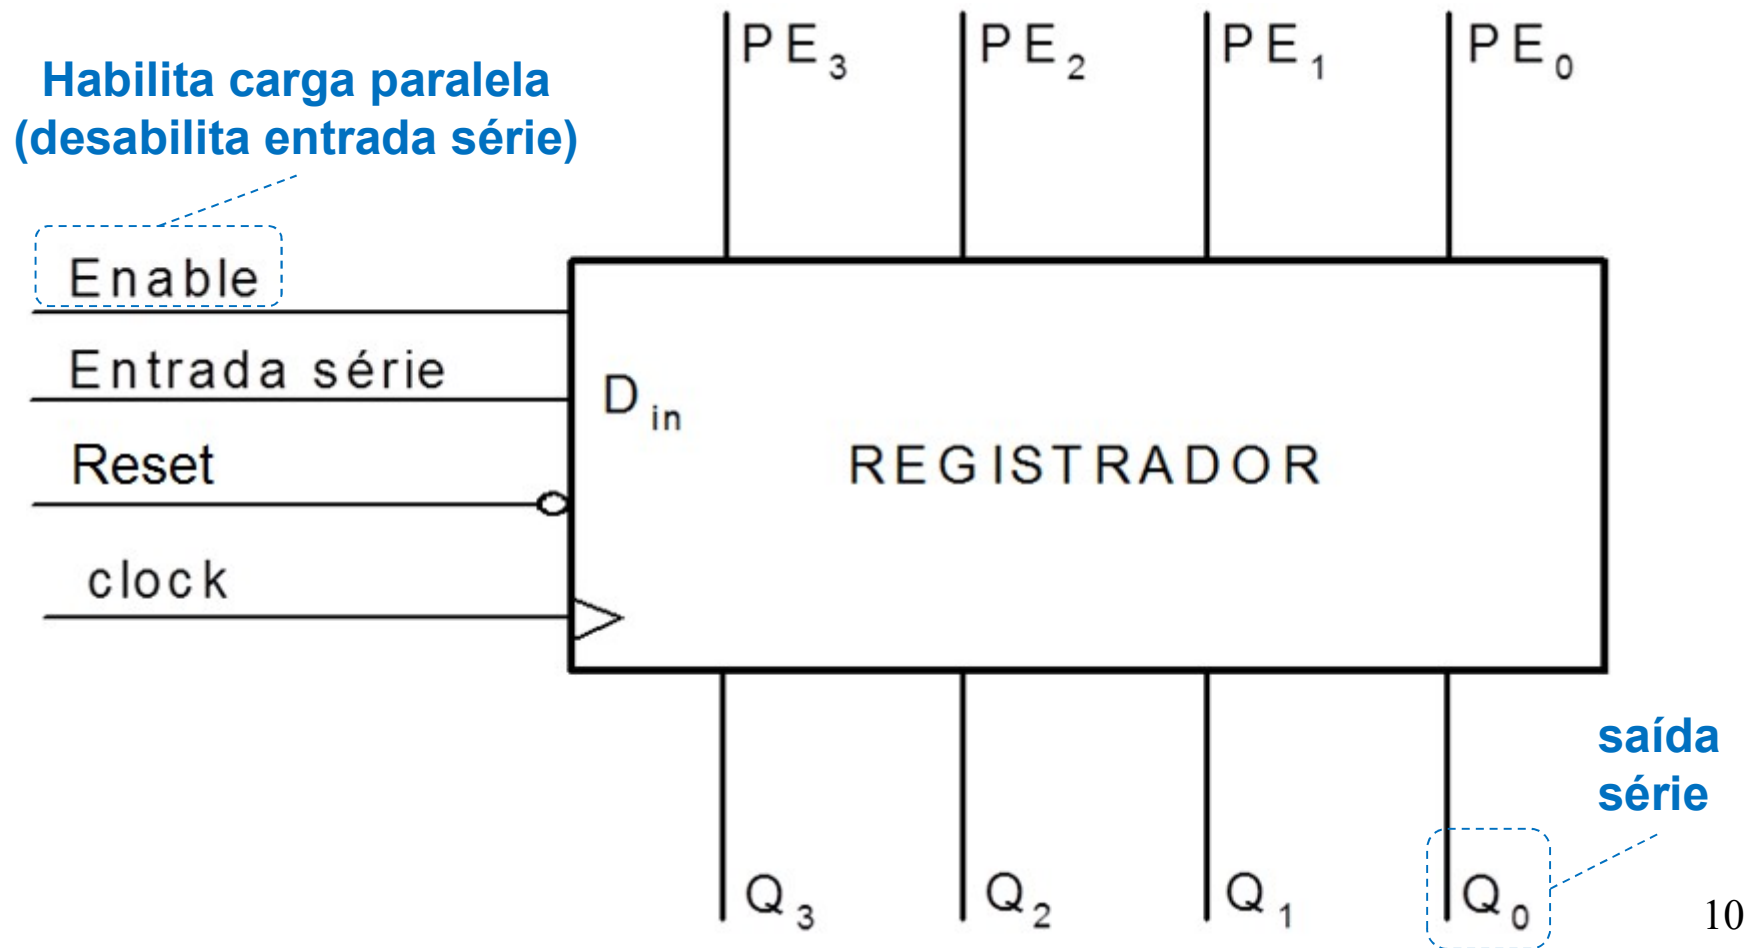 PE3 PE2 PE1 PE0
Habilita carga paralela
(desabilita entrada série)
Enable
Entrada série
Din
Reset
REGISTRADOR
clock
saída
série
Q3 Q2 Q1 Q0
10